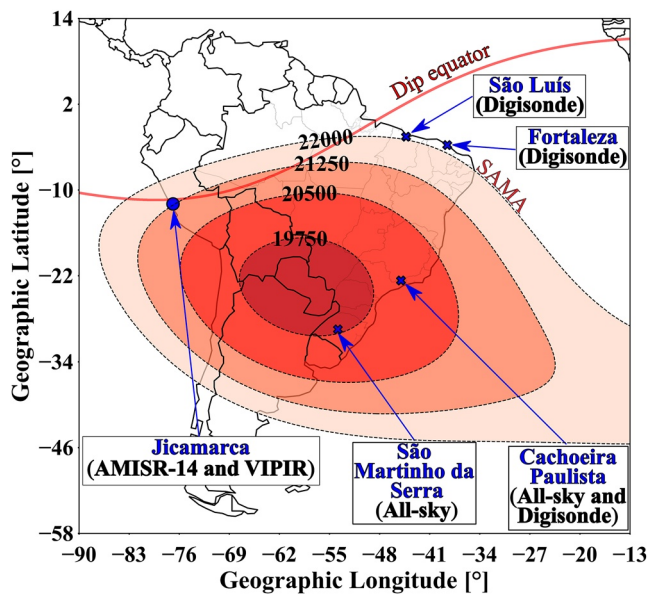 14
2
−10
−22
−34
−46
−58
Geographic Latitude [°]
Dip equator
São Luís
(Digisonde)
Fortaleza
(Digisonde)
SAMA
22000
21250
20500
19750
Jicamarca
(AMISR-14 and VIPIR)
São
Martinho da
Serra
(All-sky)
Cachoeira
Paulista
(All-sky and
Digisonde)
−90 −83 −76 −69 −62 −55 −48 −41 −34 −27 −20 −13
Geographic Longitude [°]